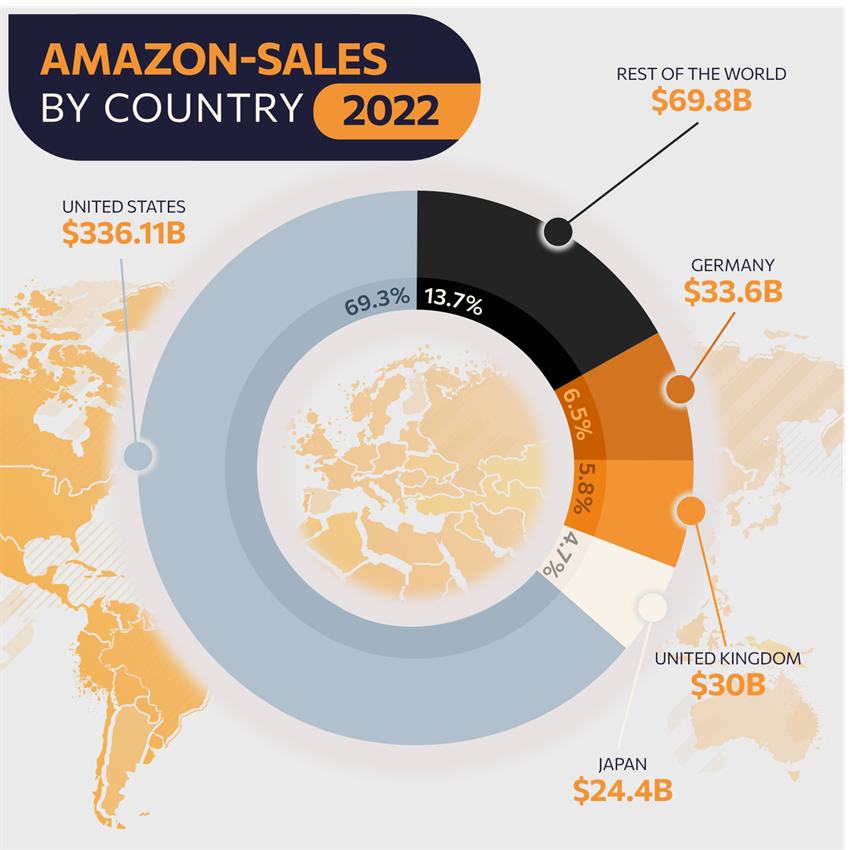 AMAZON-SALES
BY COUNTRY 2022
REST OF THE WORLD
$69.8B
UNITED STATES
$336.11B
GERMANY
$33.6B
69.3%
13.7%
6.5%
5.8%
4.7%
UNITED KINGDOM
$30B
JAPAN
$24.4B